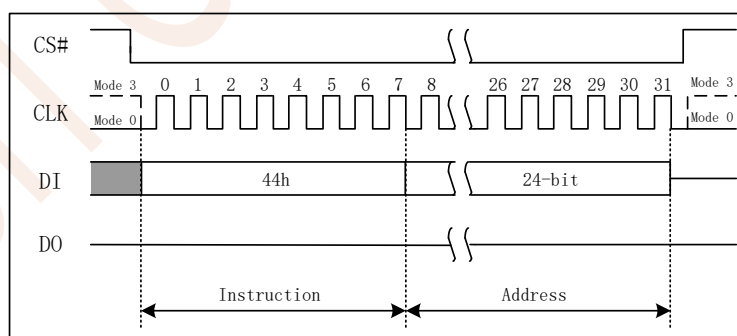 CS#
Mode 3 0 1 2 3 4 5 6 7 8 26 27 28 29 30 31 Mode 3
CLK
Mode 0 Mode 0
DI 44h 24-bit
DO
Instruction Address